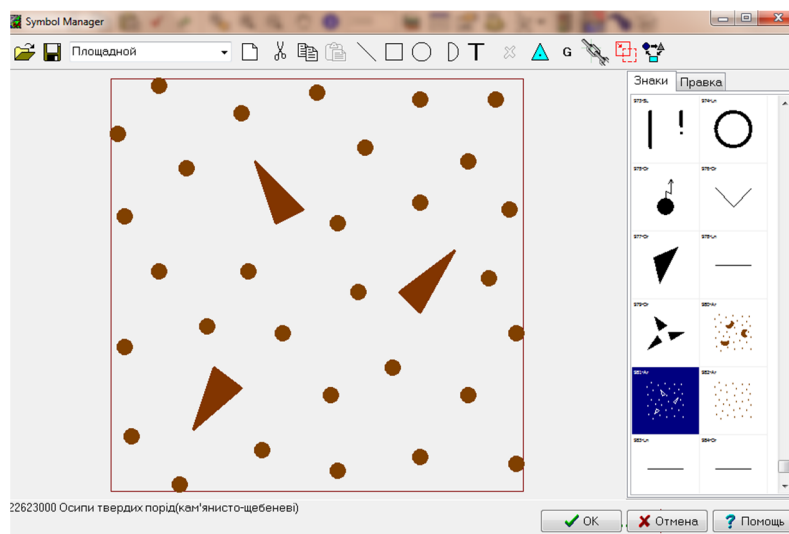 Symbol Manager
Площадной
G
Знаки
Правка
22623000 Осипи твердих порід(кам'янисто-щебеневі)
OK
Отмена
Помощь